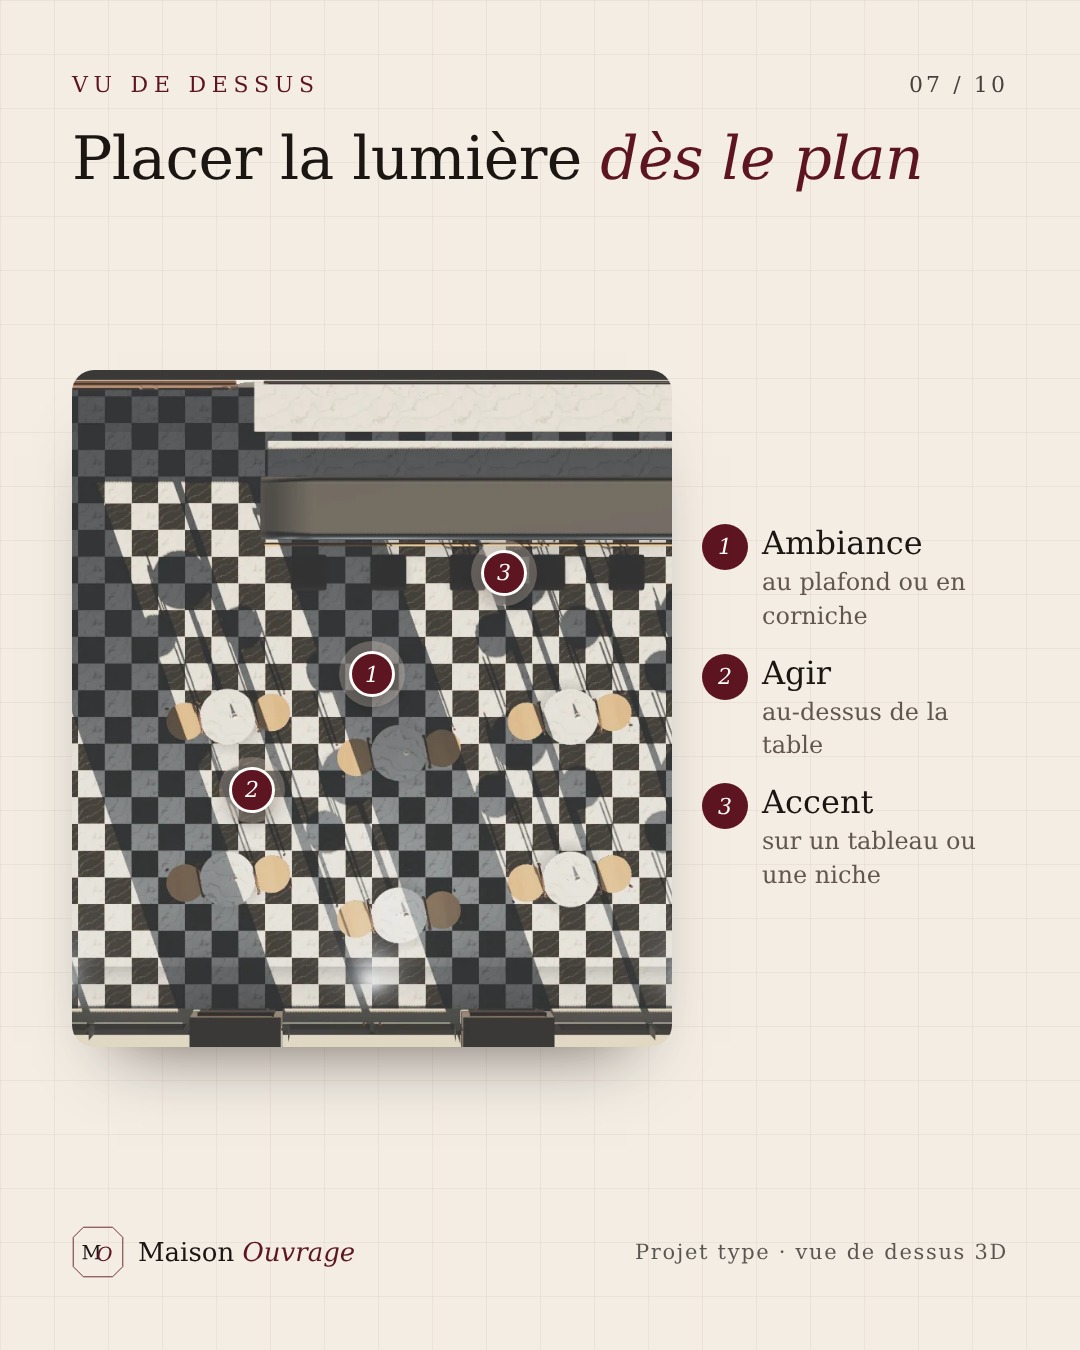 VU DE DESSUS
07 / 10
Placer la lumière dès le plan
3
1
2
1 Ambiance
au plafond ou en
corniche
2 Agir
au-dessus de la
table
3 Accent
sur un tableau ou
une niche
MO Maison Ouvrage
Projet type · vue de dessus 3D